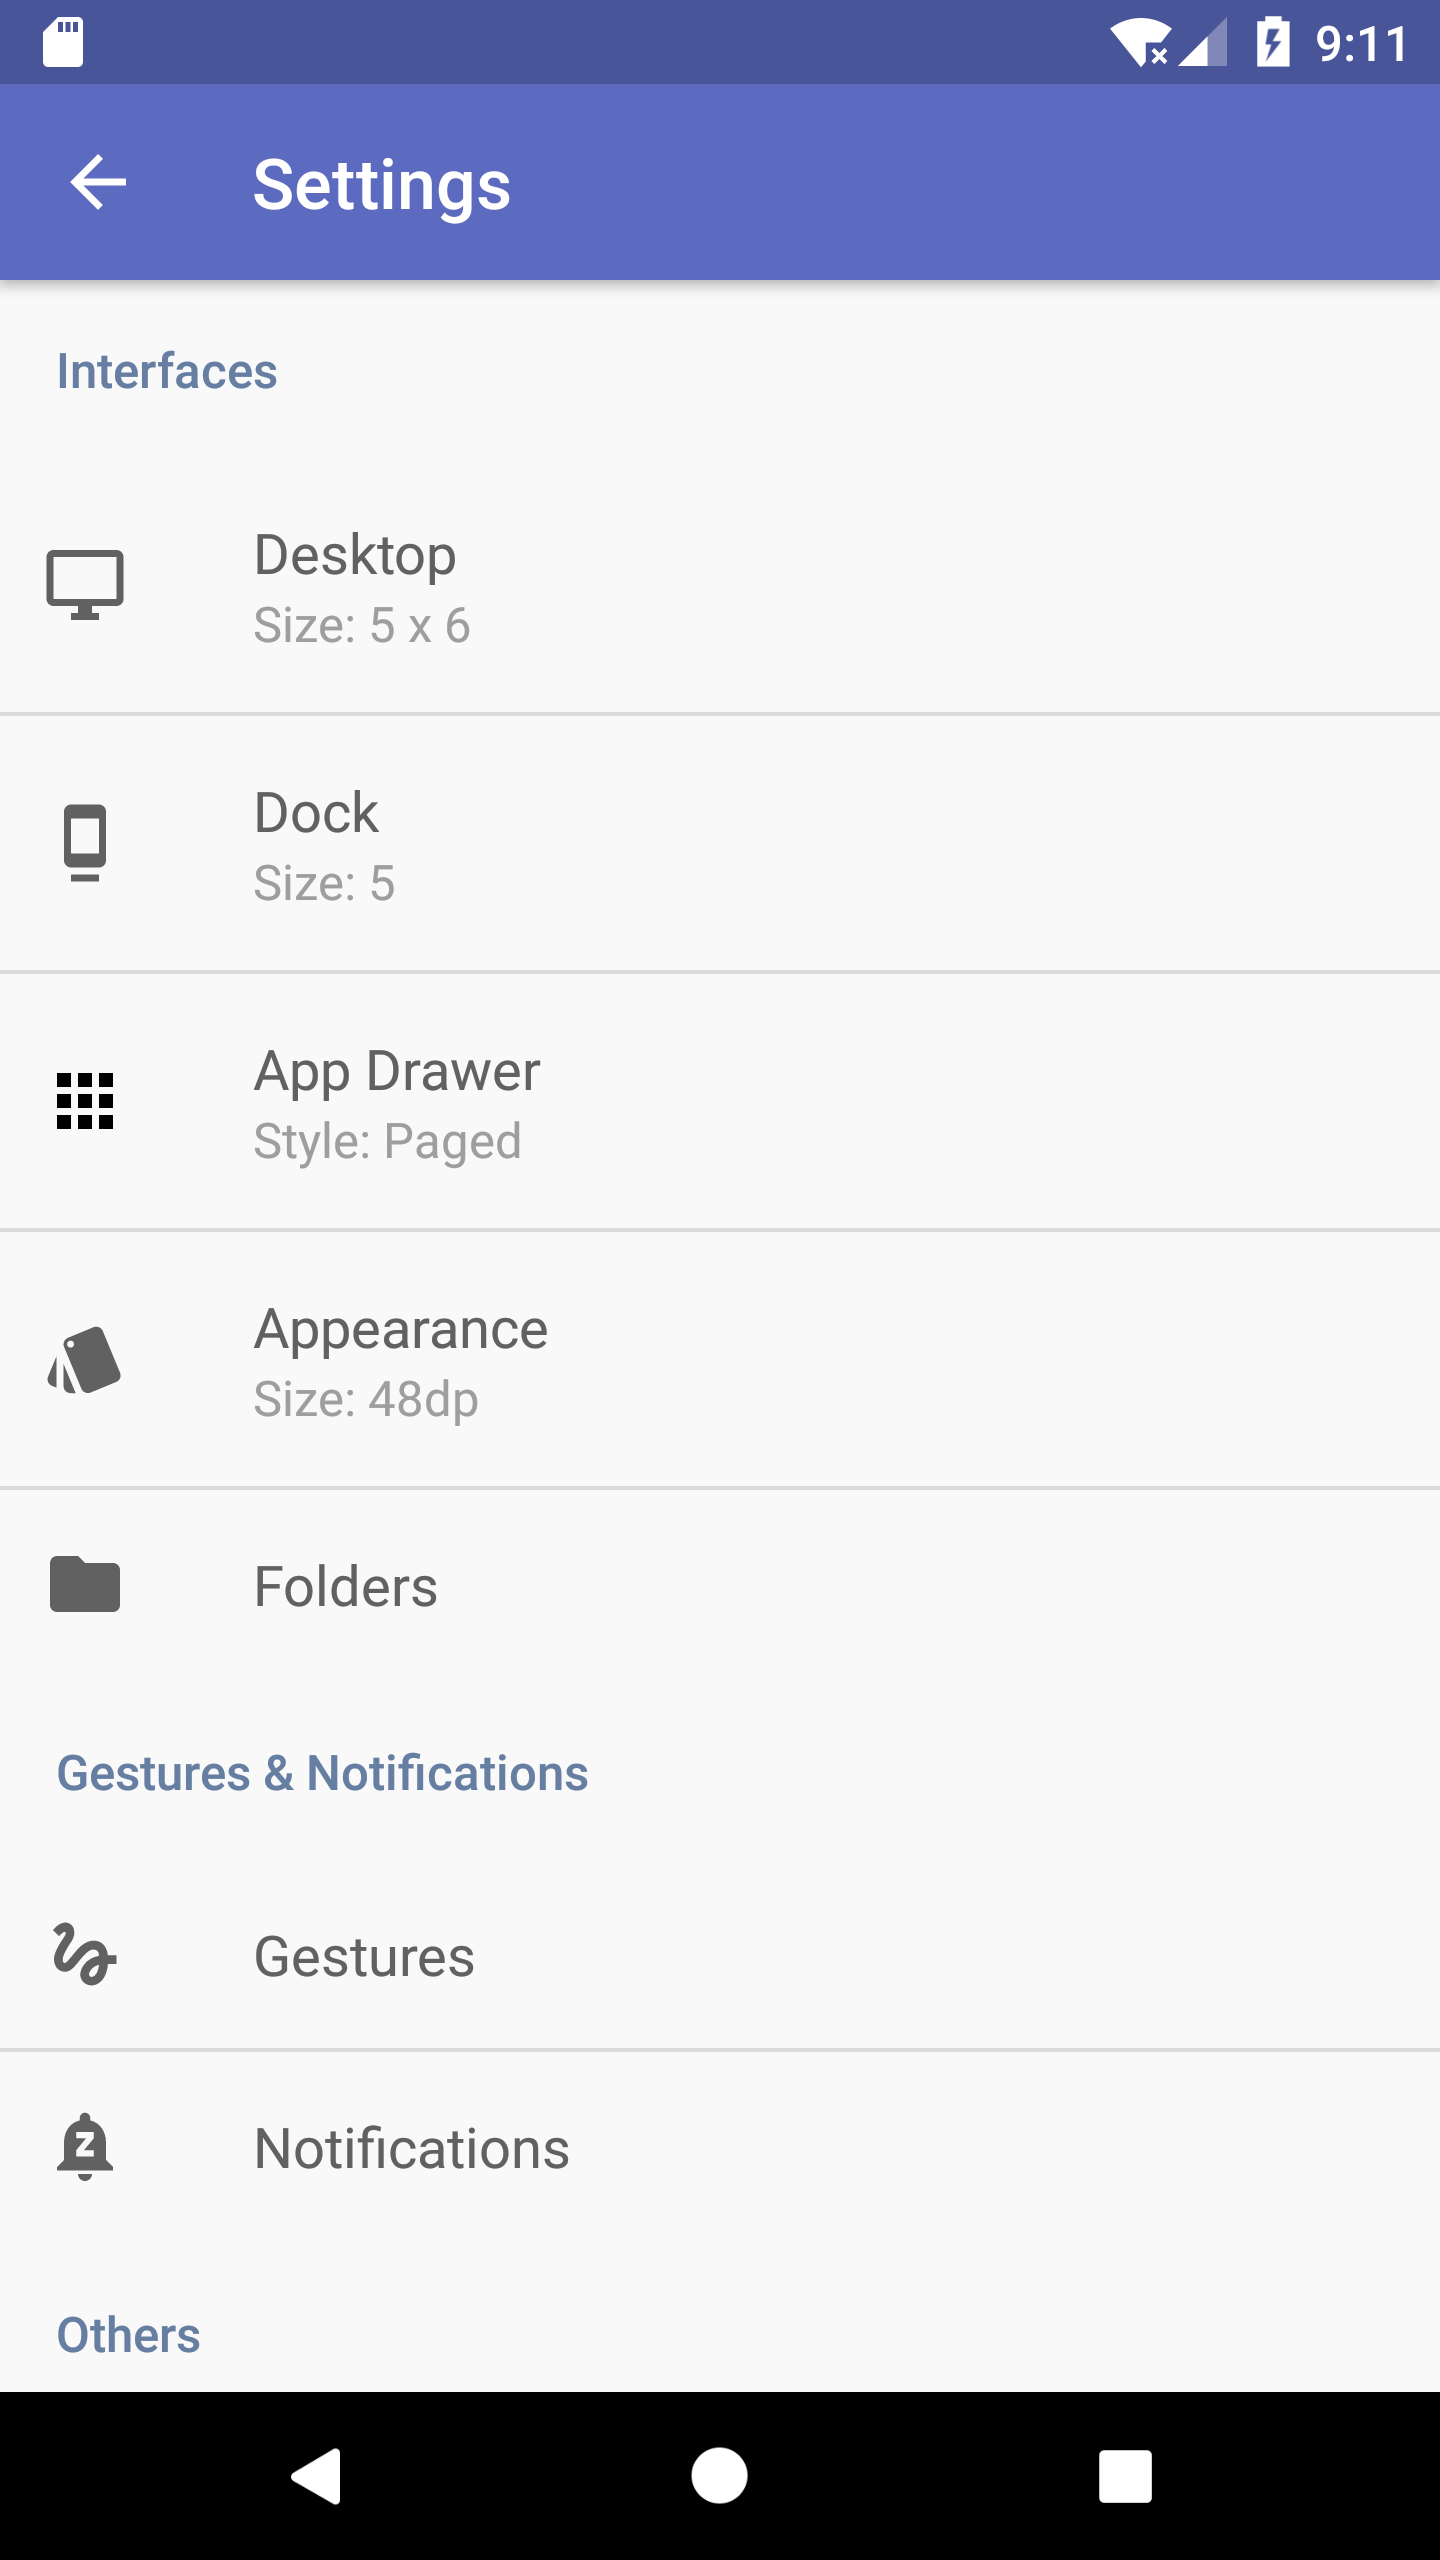 9:11
Settings
Interfaces
Desktop
Size: 5 x 6
Dock
Size: 5
App Drawer
Style: Paged
Appearance
Size: 48dp
Folders
Gestures & Notifications
Gestures
Notifications
Others